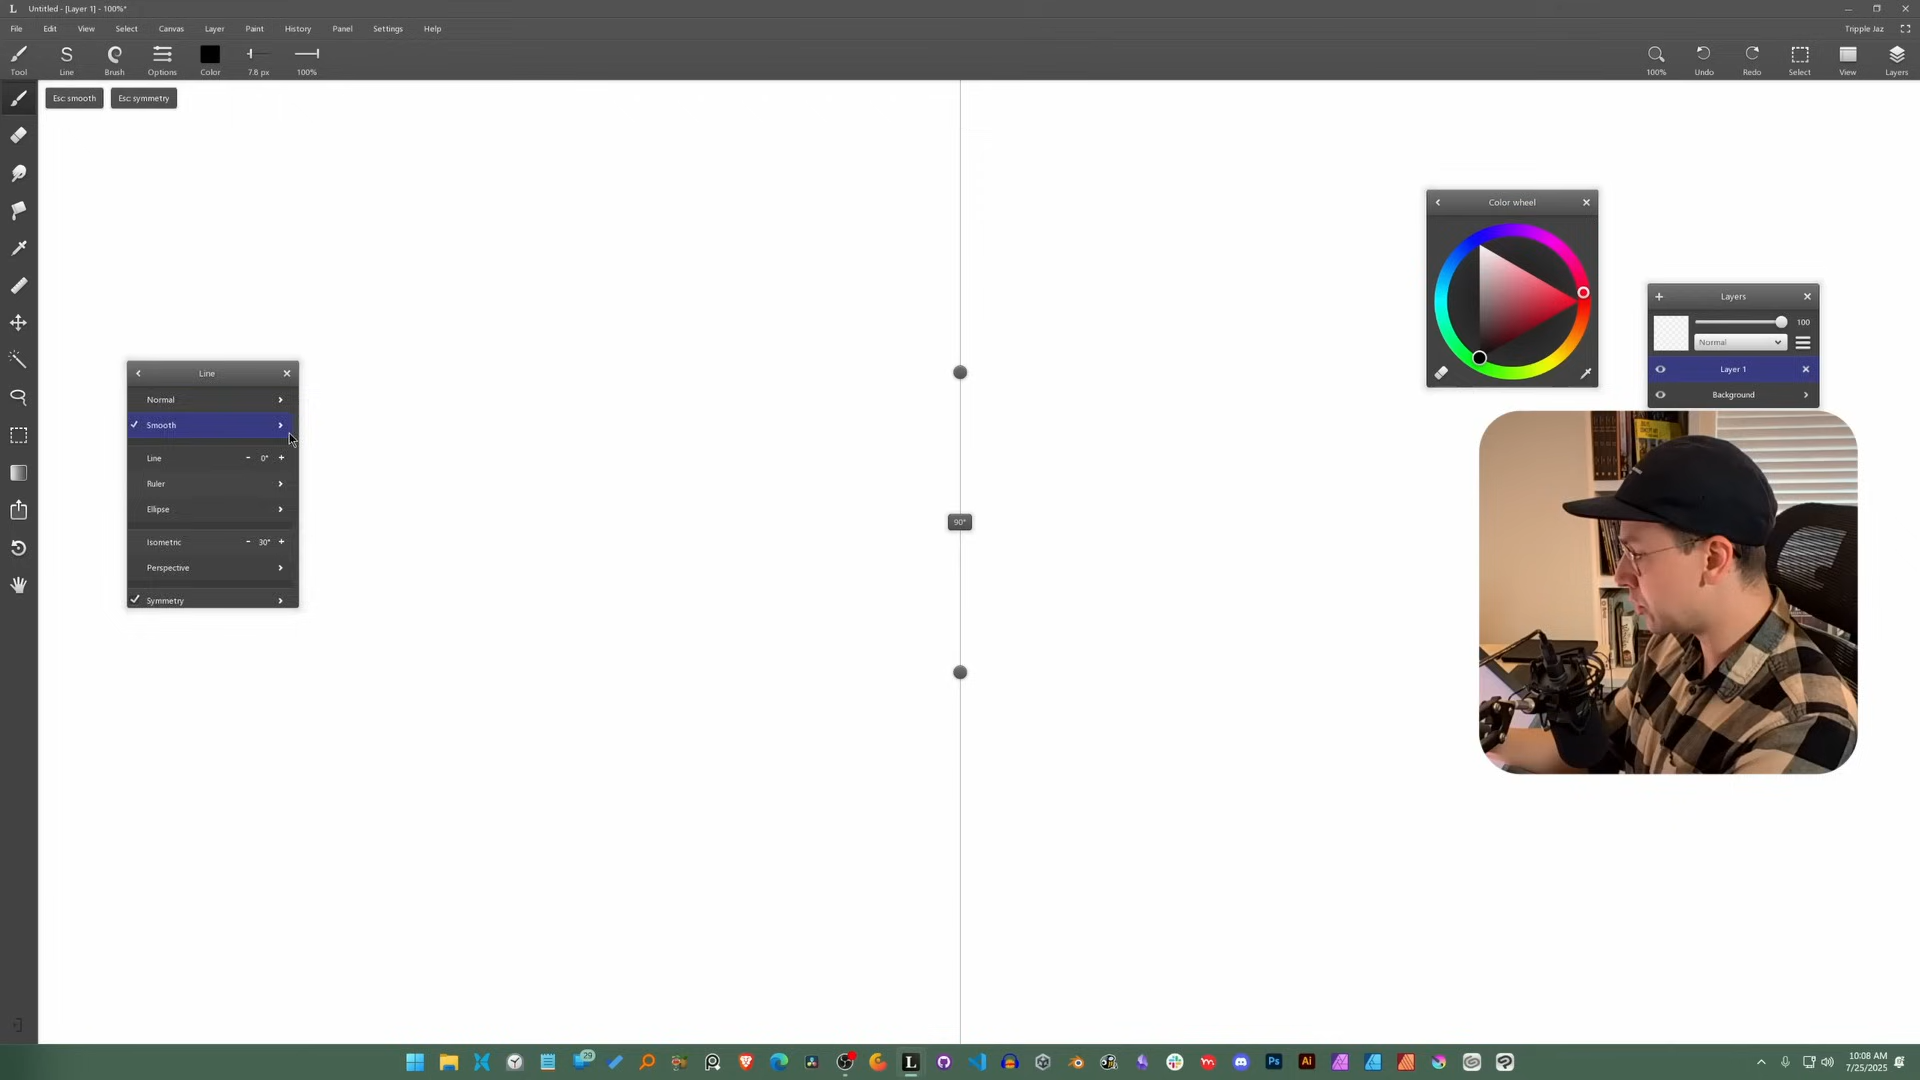 L Untitled - [Layer 1] - 100%*
File Edit View Select Canvas Layer Paint History Panel Settings Help Tripple Jaz
S
Tool Line Brush Options Color 7.8 px 100% 100% Undo Redo Select View Layers
Esc: smooth Esc: symmetry
Color wheel
Layers
100
Normal
Layer 1
Background
Line
Normal
Smooth
Line - 0° +
Ruler
Ellipse
Isometric - 30° +
Perspective
Symmetry
90°
29
L
Ps
Ai
10:08 AM
7/25/2025